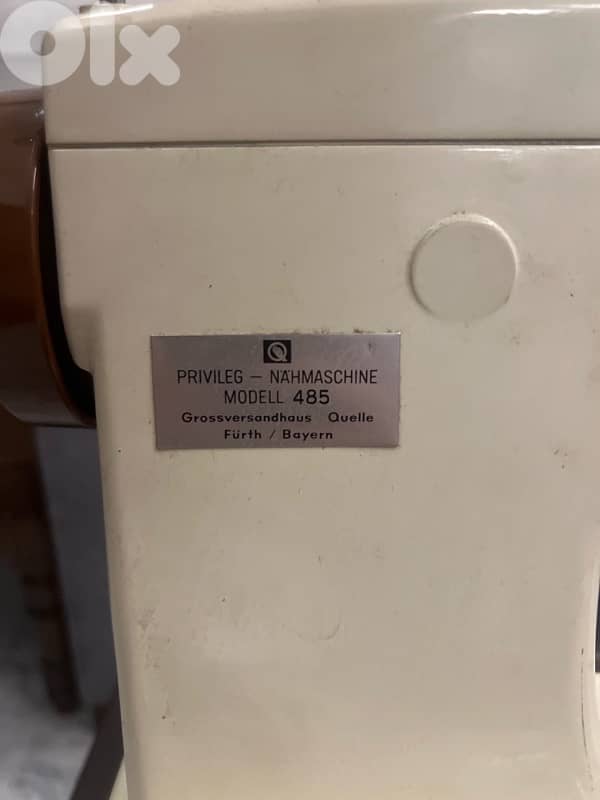 olx
Q
PRIVILEG – NÄHMASCHINE
MODELL 485
Grossversandhaus Quelle
Fürth / Bayern